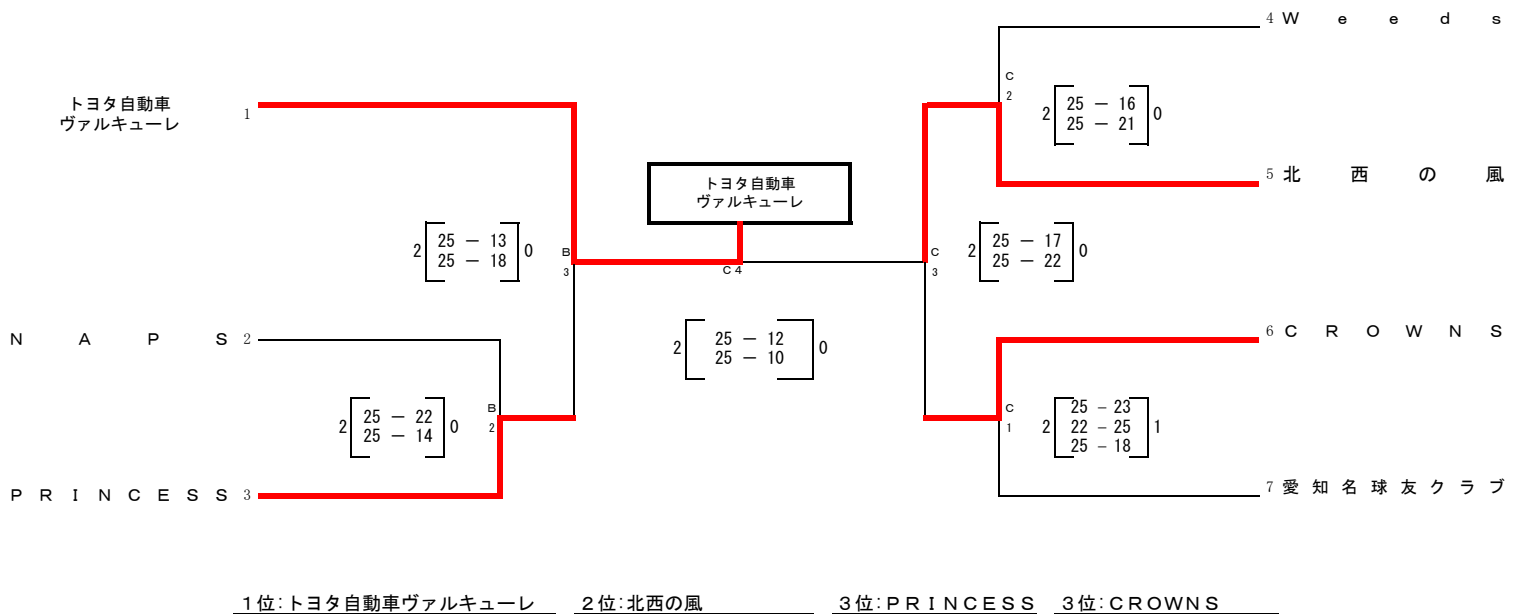 4 Weeds
C
2
2 25 － 16 0
25 － 21
トヨタ自動車
ヴァルキューレ
1
5 北西の風
トヨタ自動車
ヴァルキューレ
2 25 － 13 0
25 － 18
B
3
C4
C
3
2 25 － 17 0
25 － 22
NAPS 2
2 25 － 12 0
25 － 10
6 CROWNS
2 25 － 22 0
25 － 14
B
2
C
1
25 － 23
2 22 － 25 1
25 － 18
PRINCESS 3
7 愛知名球友クラブ
1位:トヨタ自動車ヴァルキューレ 2位:北西の風 3位:PRINCESS 3位:CROWNS